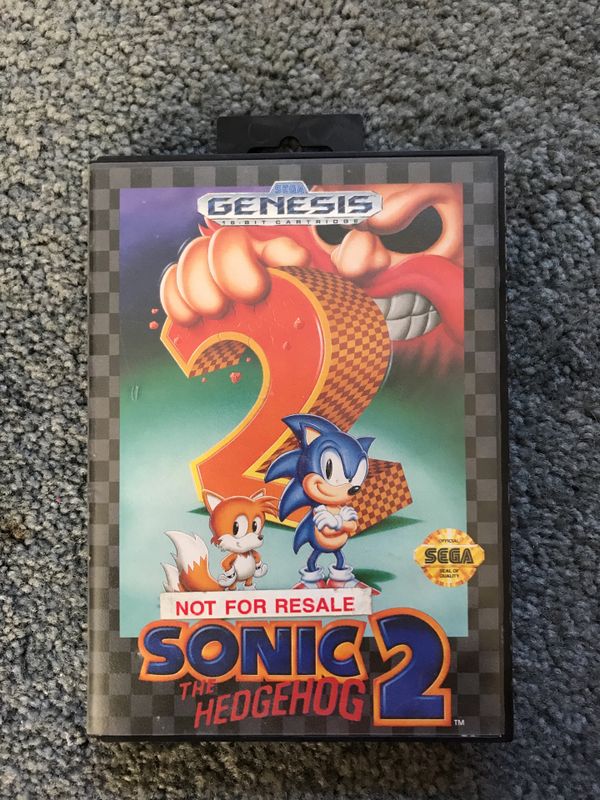 SEGA
GENESIS
16-BIT CARTRIDGE
2
OFFICIAL
SEGA
SEAL OF
QUALITY
NOT FOR RESALE
SONIC
THE
HEDGEHOG 2
TM